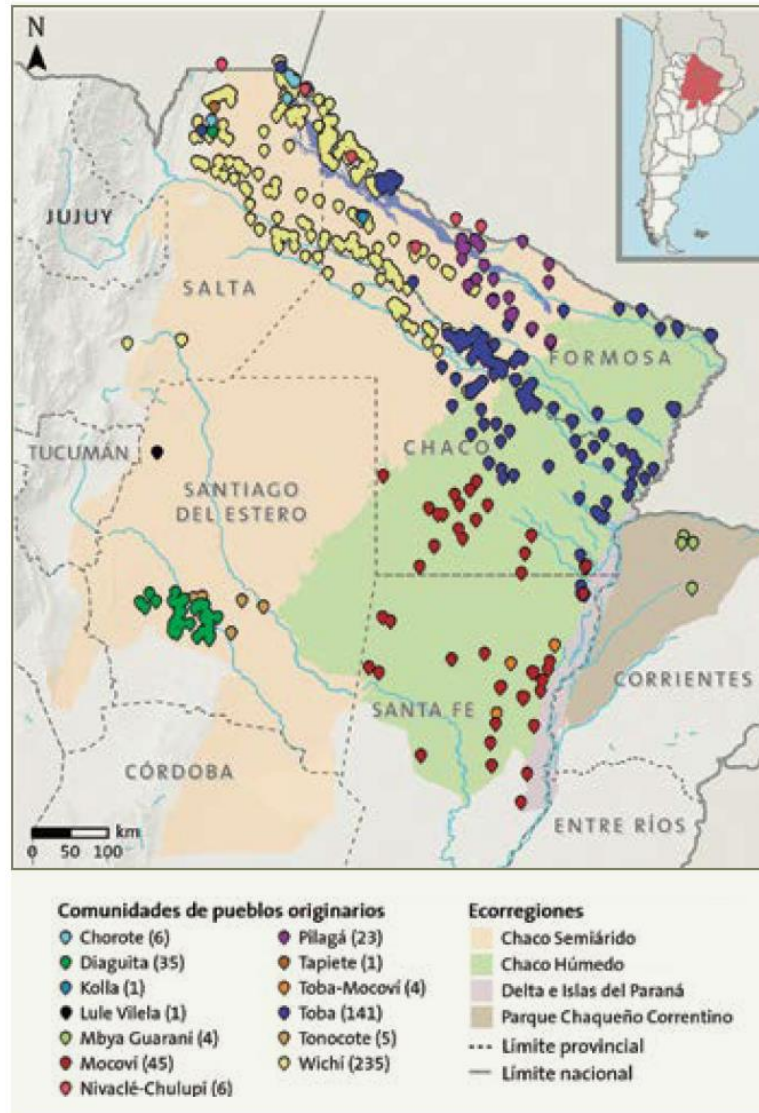 N
JUJUY
SALTA
FORMOSA
TUCUMÁN
CHACO
SANTIAGO
DEL ESTERO
CORRIENTES
SANTA FE
CÓRDOBA
ENTRE RÍOS
km
0 50 100
Comunidades de pueblos originarios
Chorote (6)
Diaguita (35)
Kolla (1)
Lule Vilela (1)
Mbya Guaraní (4)
Mocoví (45)
Nivaclé-Chulupí (6)
Pilagá (23)
Tapiete (1)
Toba-Mocoví (4)
Toba (141)
Tonocote (5)
Wichí (235)
Ecorregiones
Chaco Semiárido
Chaco Húmedo
Delta e Islas del Paraná
Parque Chaqueño Correntino
Límite provincial
Límite nacional